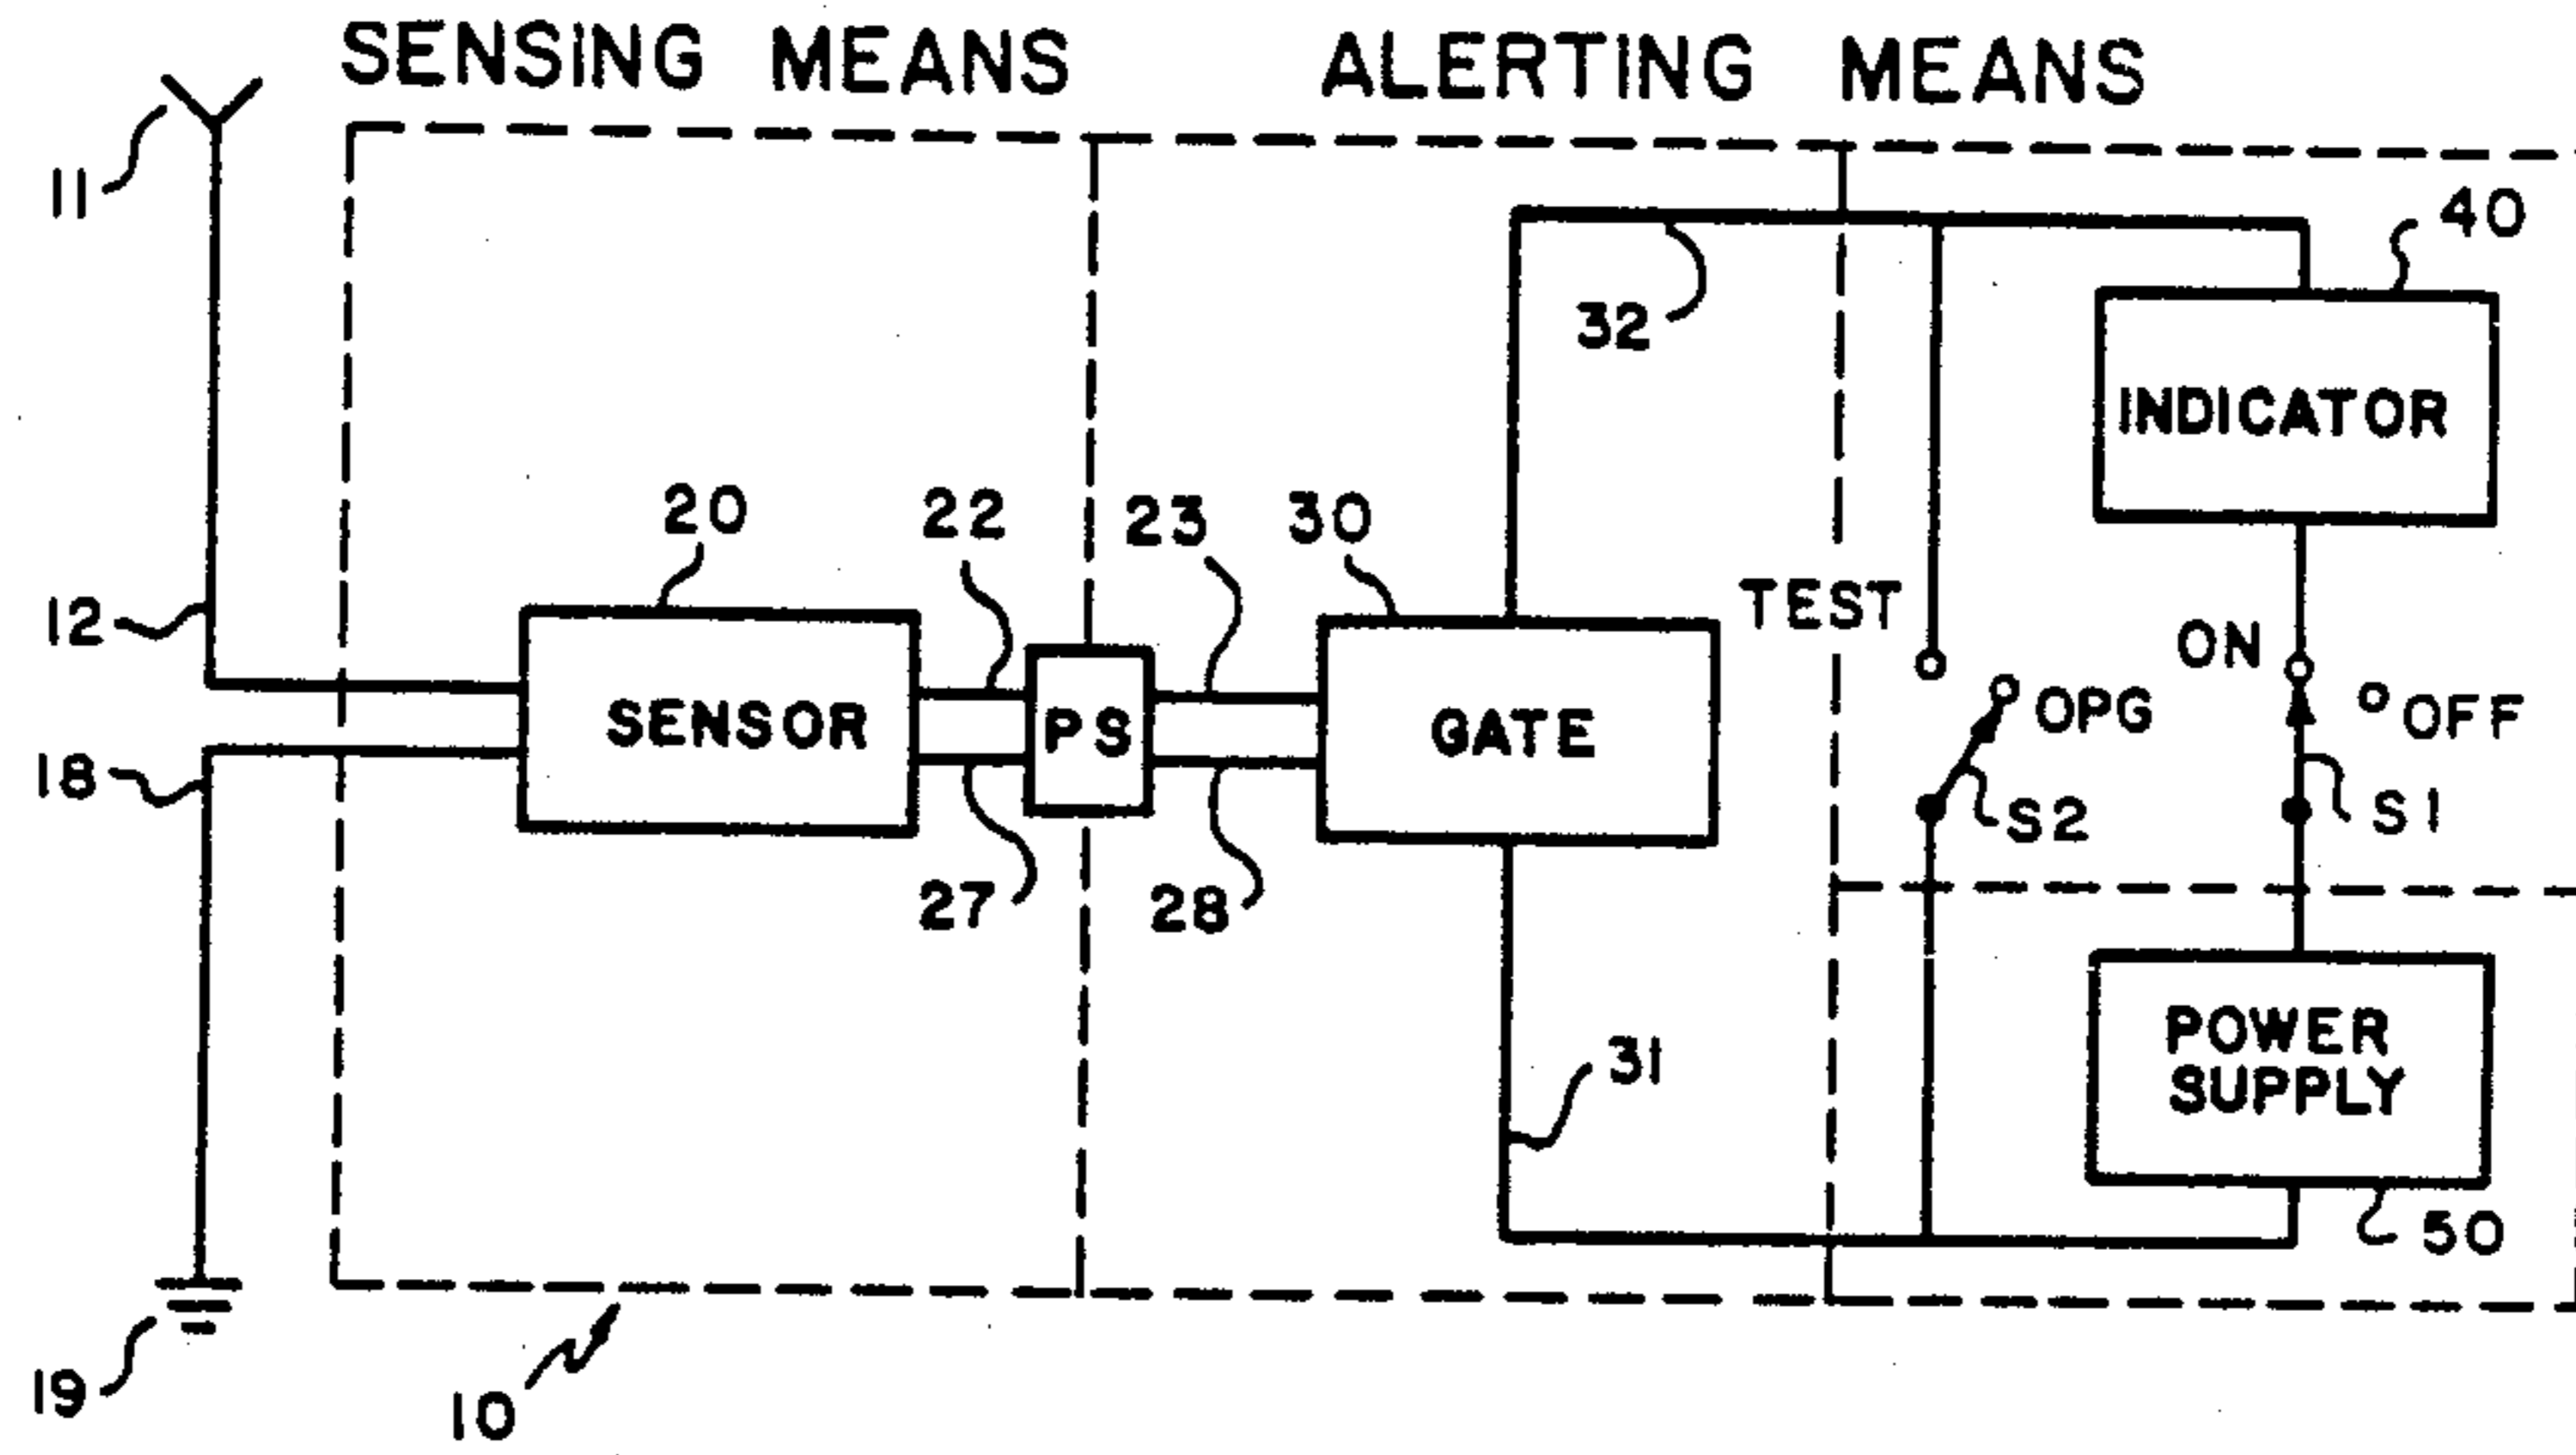 SENSING MEANS
ALERTING MEANS
11
40
32
INDICATOR
20
22
23
30
12
TEST
ON
SENSOR
PS
GATE
OPG
OFF
18
S2
S1
27
28
POWER
SUPPLY
31
50
19
10